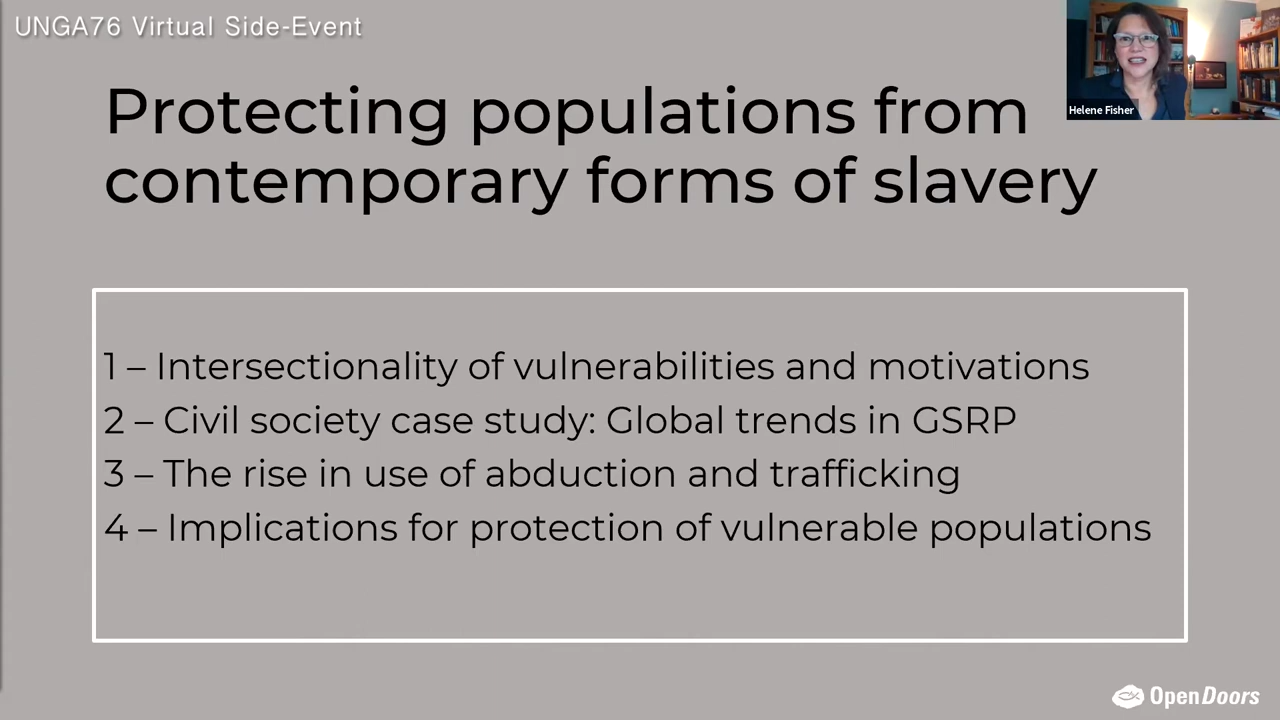 UNGA76 Virtual Side-Event
Helene Fisher
Protecting populations from
contemporary forms of slavery
1 – Intersectionality of vulnerabilities and motivations
2 – Civil society case study: Global trends in GSRP
3 – The rise in use of abduction and trafficking
4 – Implications for protection of vulnerable populations
OpenDoors